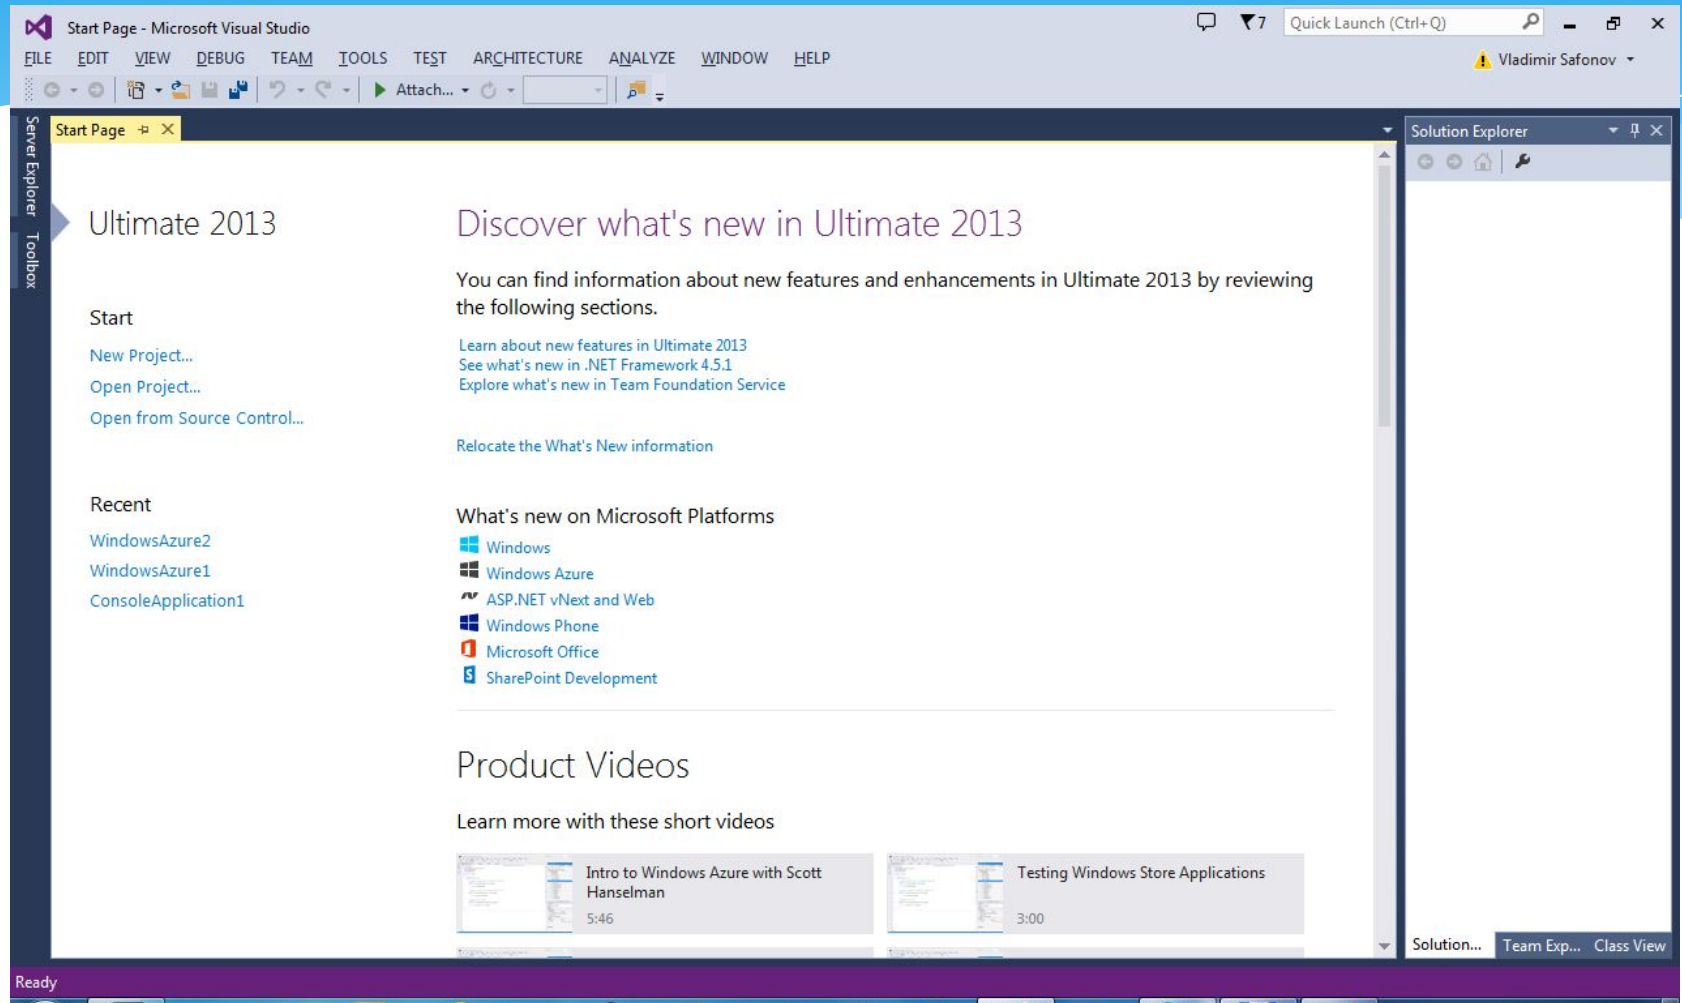 Start Page - Microsoft Visual Studio
7
Quick Launch (Ctrl+Q)
FILE EDIT VIEW DEBUG TEAM TOOLS TEST ARCHITECTURE ANALYZE WINDOW HELP
Vladimir Safonov
Attach...
Server Explorer
Toolbox
Start Page
Solution Explorer
Ultimate 2013
Start
New Project...
Open Project...
Open from Source Control...
Recent
WindowsAzure2
WindowsAzure1
ConsoleApplication1
Discover what's new in Ultimate 2013
You can find information about new features and enhancements in Ultimate 2013 by reviewing
the following sections.
Learn about new features in Ultimate 2013
See what's new in .NET Framework 4.5.1
Explore what's new in Team Foundation Service
Relocate the What's New information
What's new on Microsoft Platforms
Windows
Windows Azure
ASP.NET vNext and Web
Windows Phone
Microsoft Office
SharePoint Development
Product Videos
Learn more with these short videos
Intro to Windows Azure with Scott
Hanselman
5:46
Testing Windows Store Applications
3:00
Solution... Team Exp... Class View
Ready